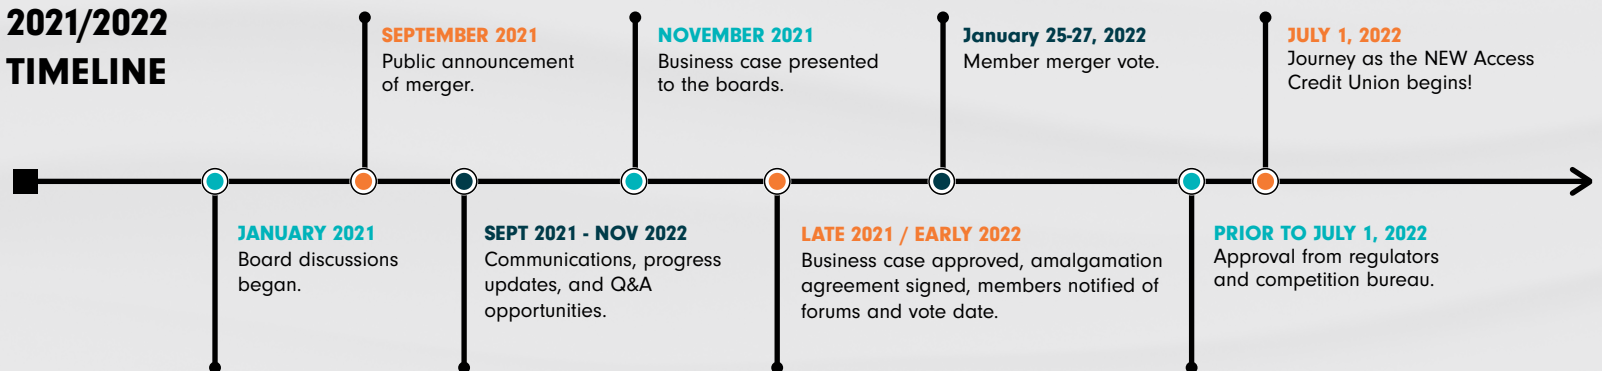 2021/2022
TIMELINE
SEPTEMBER 2021
Public announcement
of merger.
NOVEMBER 2021
Business case presented
to the boards.
January 25-27, 2022
Member merger vote.
JULY 1, 2022
Journey as the NEW Access
Credit Union begins!
JANUARY 2021
Board discussions
began.
SEPT 2021 - NOV 2022
Communications, progress
updates, and Q&A
opportunities.
LATE 2021 / EARLY 2022
Business case approved, amalgamation
agreement signed, members notified of
forums and vote date.
PRIOR TO JULY 1, 2022
Approval from regulators
and competition bureau.